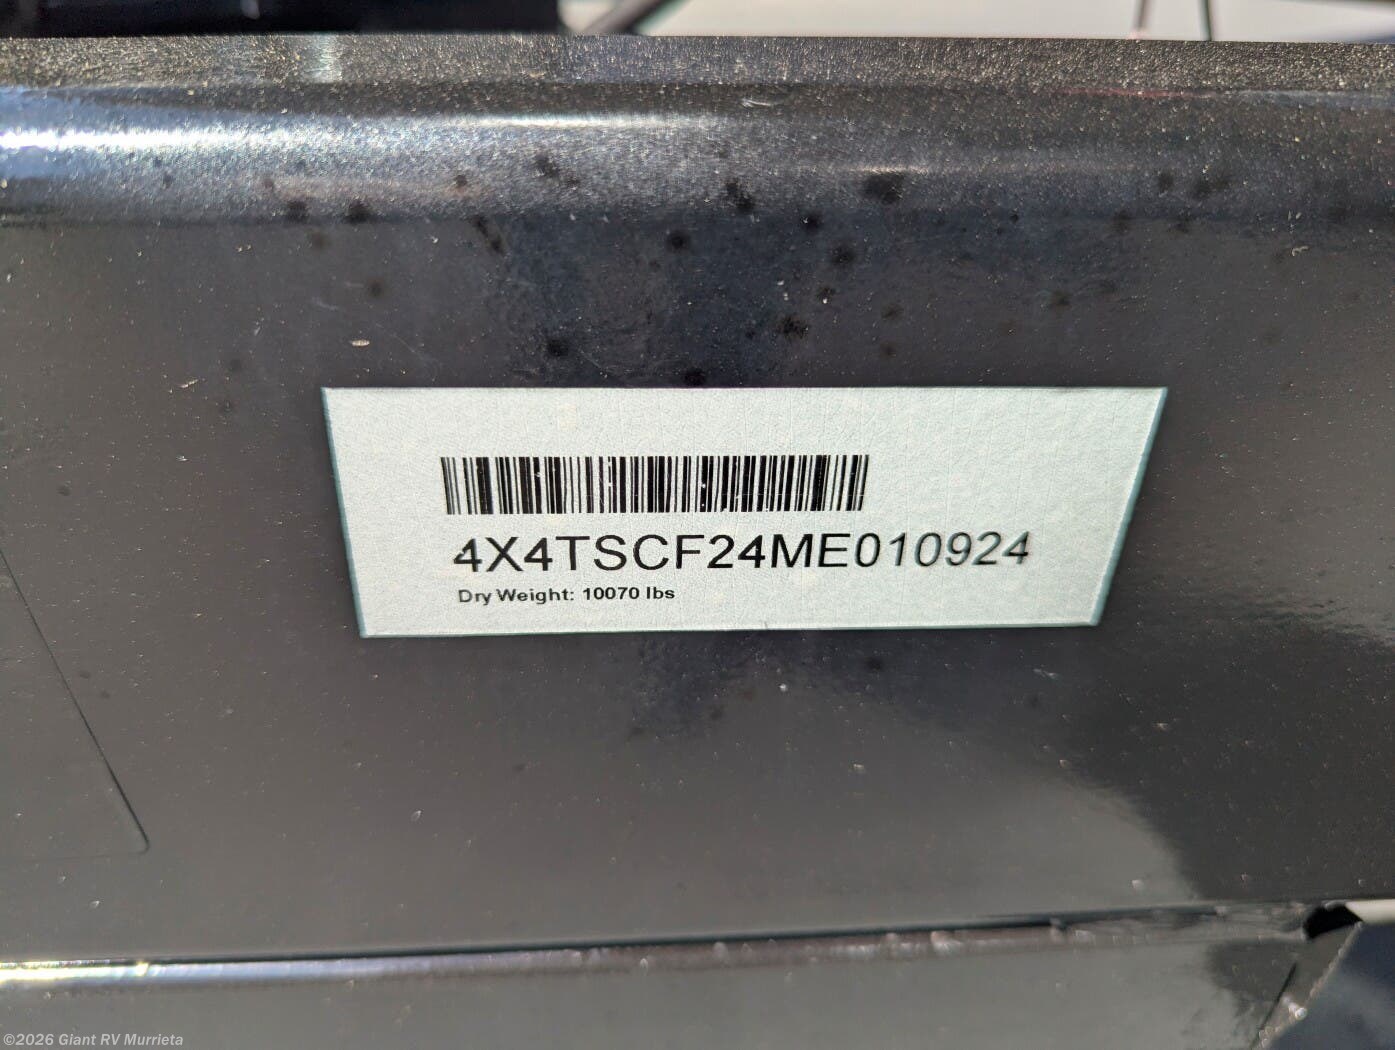 4X4TSCF24ME010924
Dry Weight: 10070 lbs
©2026 Giant RV Murrieta